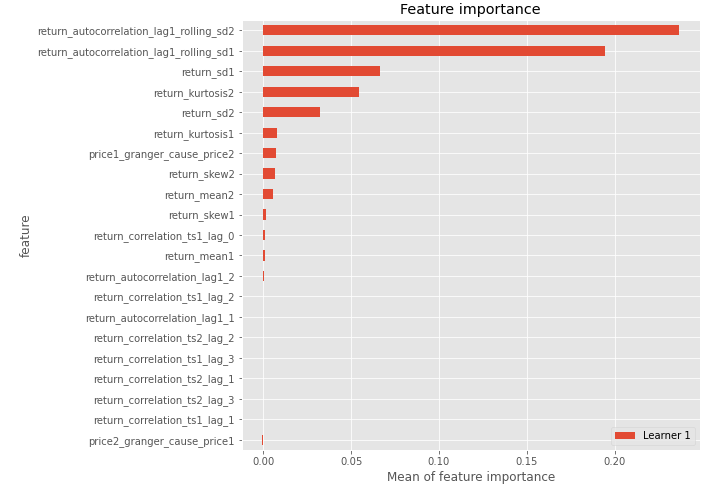 Feature importance
return_autocorrelation_lag1_rolling_sd2
return_autocorrelation_lag1_rolling_sd1
return_sd1
return_kurtosis2
return_sd2
return_kurtosis1
price1_granger_cause_price2
return_skew2
return_mean2
return_skew1
return_correlation_ts1_lag_0
return_mean1
return_autocorrelation_lag1_2
return_correlation_ts1_lag_2
return_autocorrelation_lag1_1
return_correlation_ts2_lag_2
return_correlation_ts1_lag_3
return_correlation_ts2_lag_1
return_correlation_ts2_lag_3
return_correlation_ts1_lag_1
price2_granger_cause_price1
feature
Learner 1
0.00 0.05 0.10 0.15 0.20
Mean of feature importance